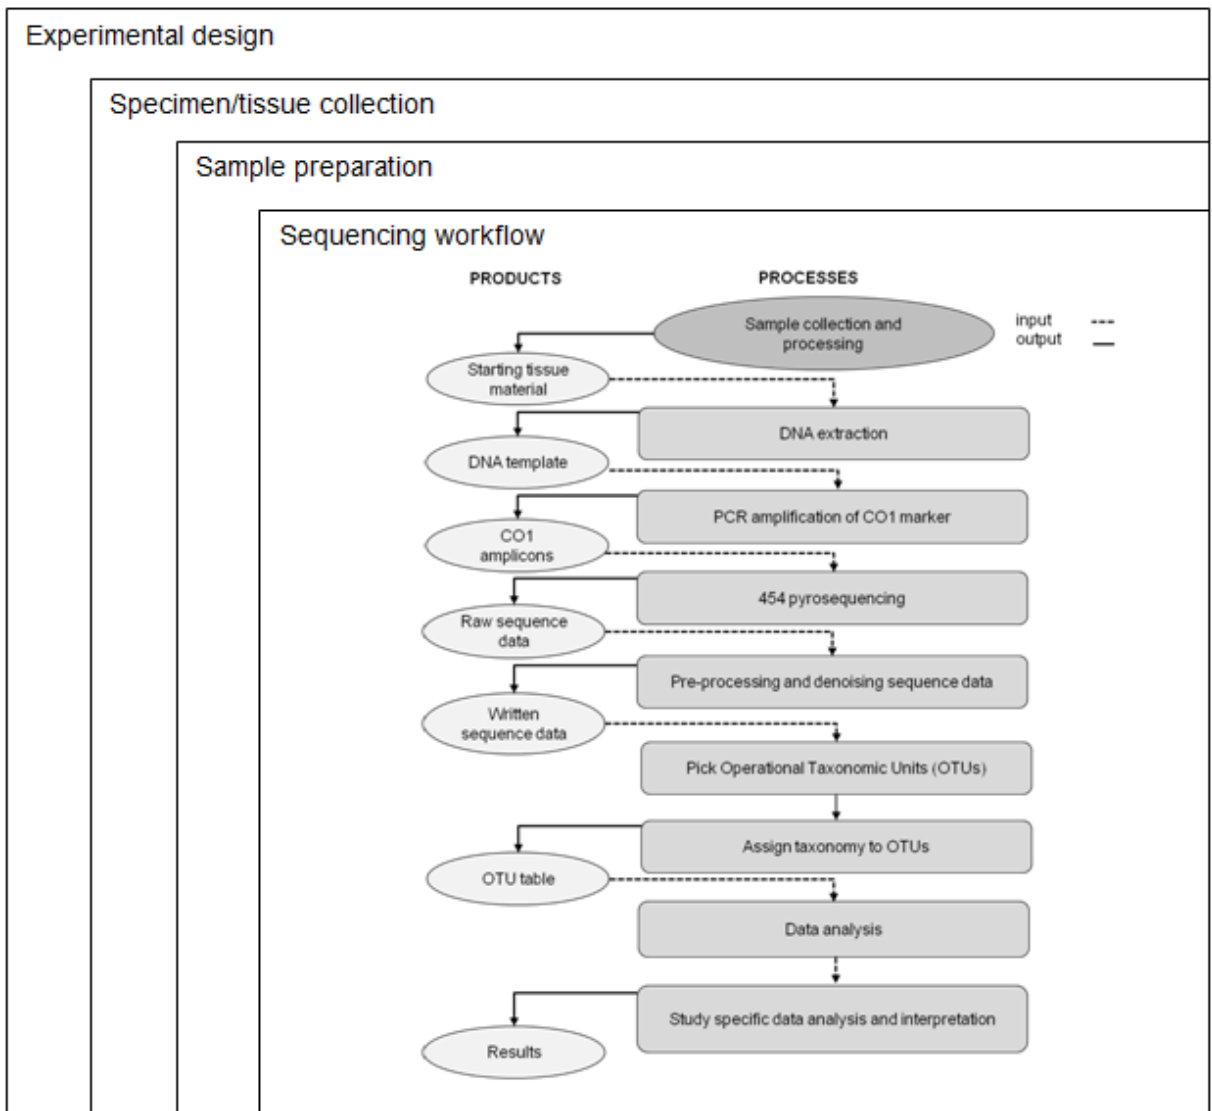 Experimental design
Specimen/tissue collection
Sample preparation
Sequencing workflow
PRODUCTS
PROCESSES
Sample collection and
processing
input
output
Starting tissue
material
DNA extraction
DNA template
PCR amplification of CO1 marker
CO1
amplicons
454 pyrosequencing
Raw sequence
data
Pre-processing and denoising sequence data
Written
sequence data
Pick Operational Taxonomic Units (OTUs)
Assign taxonomy to OTUs
OTU table
Data analysis
Study specific data analysis and interpretation
Results